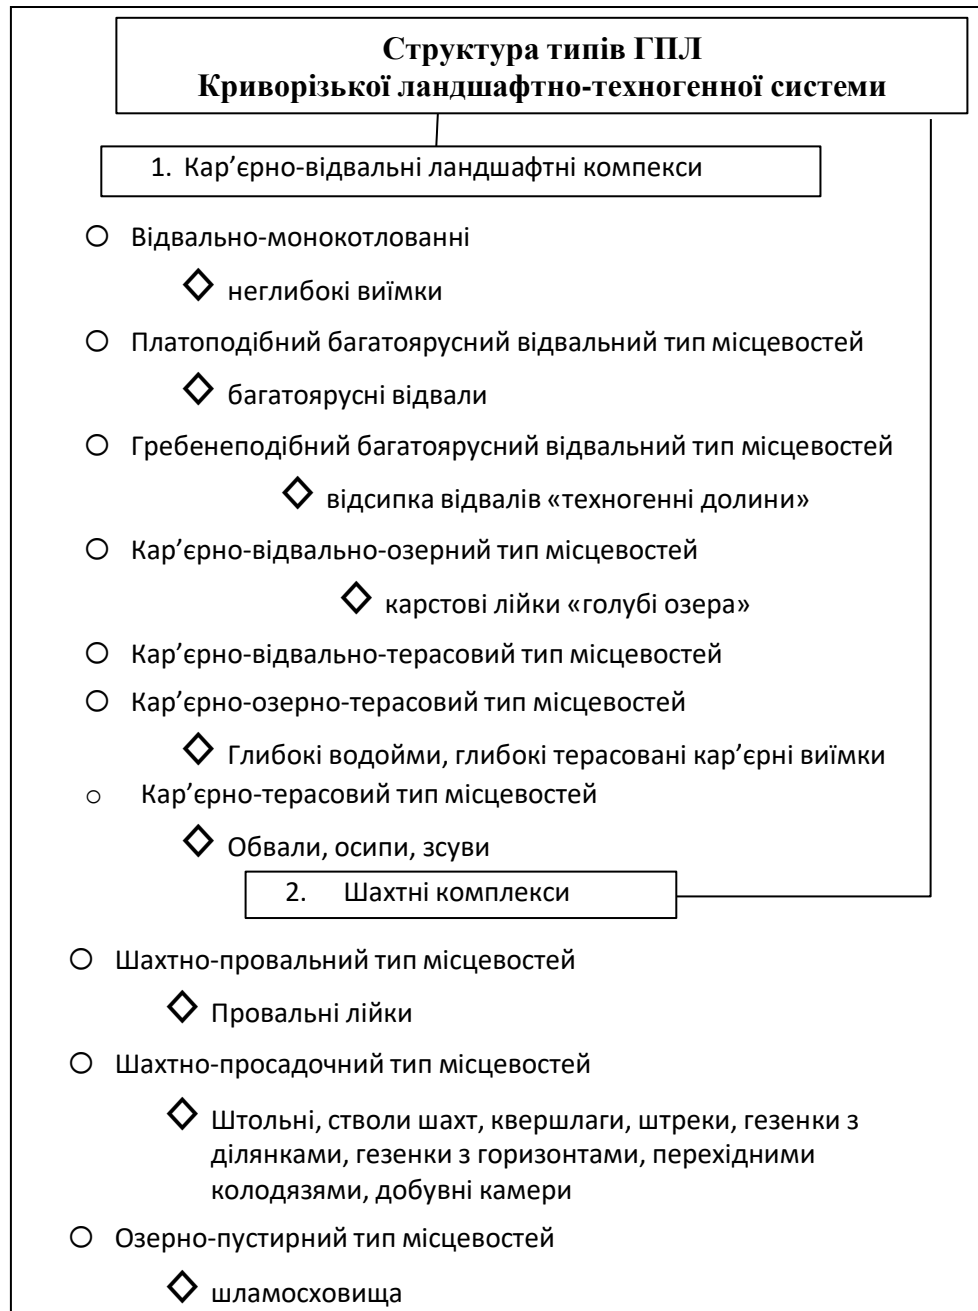 Структура типів ГПЛ
Криворізької ландшафтно-техногенної системи
1. Кар’єрно-відвальні ландшафтні компекси
Відвально-монокотлованні
неглибокі виїмки
Платоподібний багатоярусний відвальний тип місцевостей
багатоярусні відвали
Гребенеподібний багатоярусний відвальний тип місцевостей
відсипка відвалів «техногенні долини»
Кар’єрно-відвально-озерний тип місцевостей
карстові лійки «голубі озера»
Кар’єрно-відвально-терасовий тип місцевостей
Кар’єрно-озерно-терасовий тип місцевостей
Глибокі водойми, глибокі терасовані кар’єрні виїмки
Кар’єрно-терасовий тип місцевостей
Обвали, осипи, зсуви
2. Шахтні комплекси
Шахтно-провальний тип місцевостей
Провальні лійки
Шахтно-просадочний тип місцевостей
Штольні, стволи шахт, квершлаги, штреки, гезенки з
ділянками, гезенки з горизонтами, перехідними
колодязями, добувні камери
Озерно-пустирний тип місцевостей
шламосховища